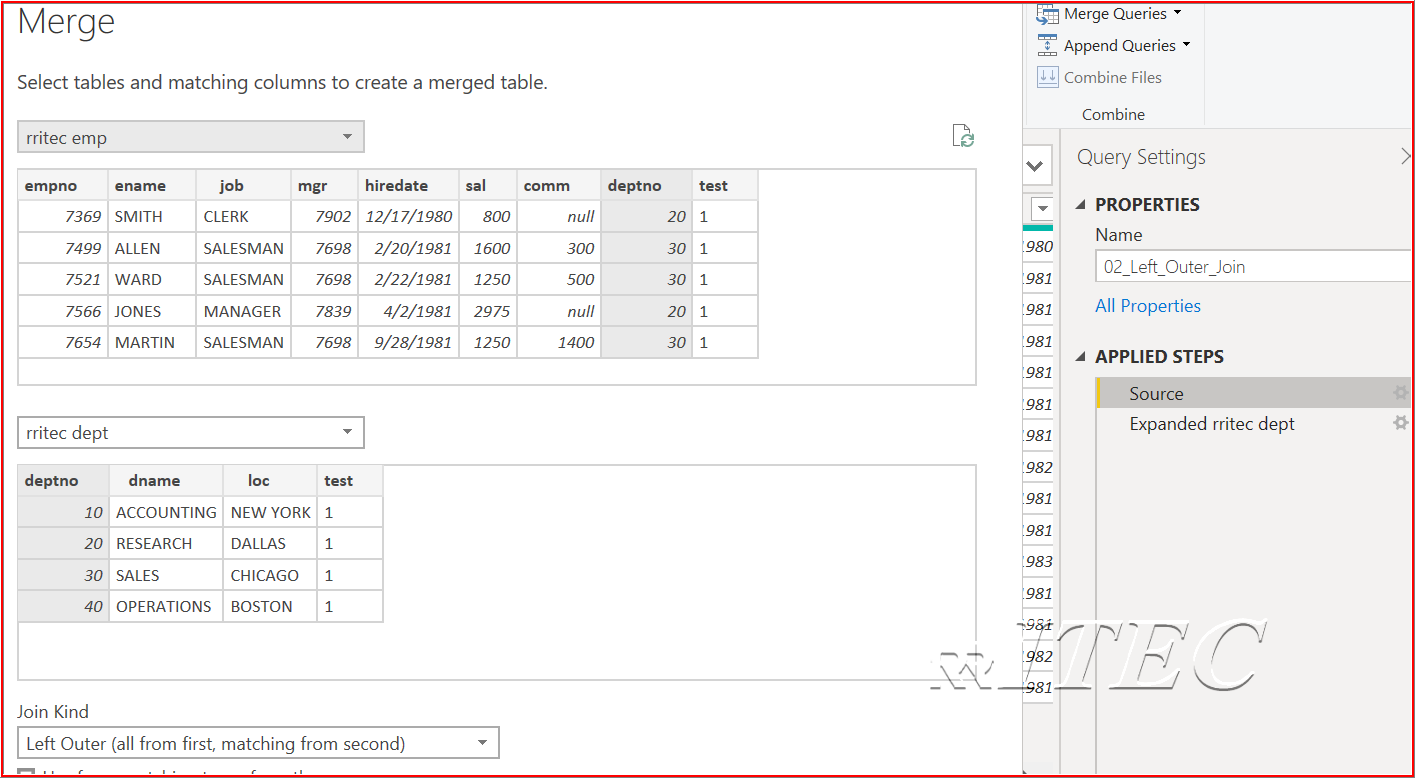 Merge
Select tables and matching columns to create a merged table.
rritec emp
empno ename job mgr hiredate sal comm deptno test
7369 SMITH CLERK 7902 12/17/1980 800 null 20 1
7499 ALLEN SALESMAN 7698 2/20/1981 1600 300 30 1
7521 WARD SALESMAN 7698 2/22/1981 1250 500 30 1
7566 JONES MANAGER 7839 4/2/1981 2975 null 20 1
7654 MARTIN SALESMAN 7698 9/28/1981 1250 1400 30 1
rritec dept
deptno dname loc test
10 ACCOUNTING NEW YORK 1
20 RESEARCH DALLAS 1
30 SALES CHICAGO 1
40 OPERATIONS BOSTON 1
Join Kind
Left Outer (all from first, matching from second)
Merge Queries
Append Queries
Combine Files
Combine
1980
1981
1981
1981
1981
1981
1981
1982
1981
1981
1983
1981
1981
1982
1981
Query Settings
PROPERTIES
Name
02_Left_Outer_Join
All Properties
APPLIED STEPS
Source
Expanded rritec dept
rrITEC